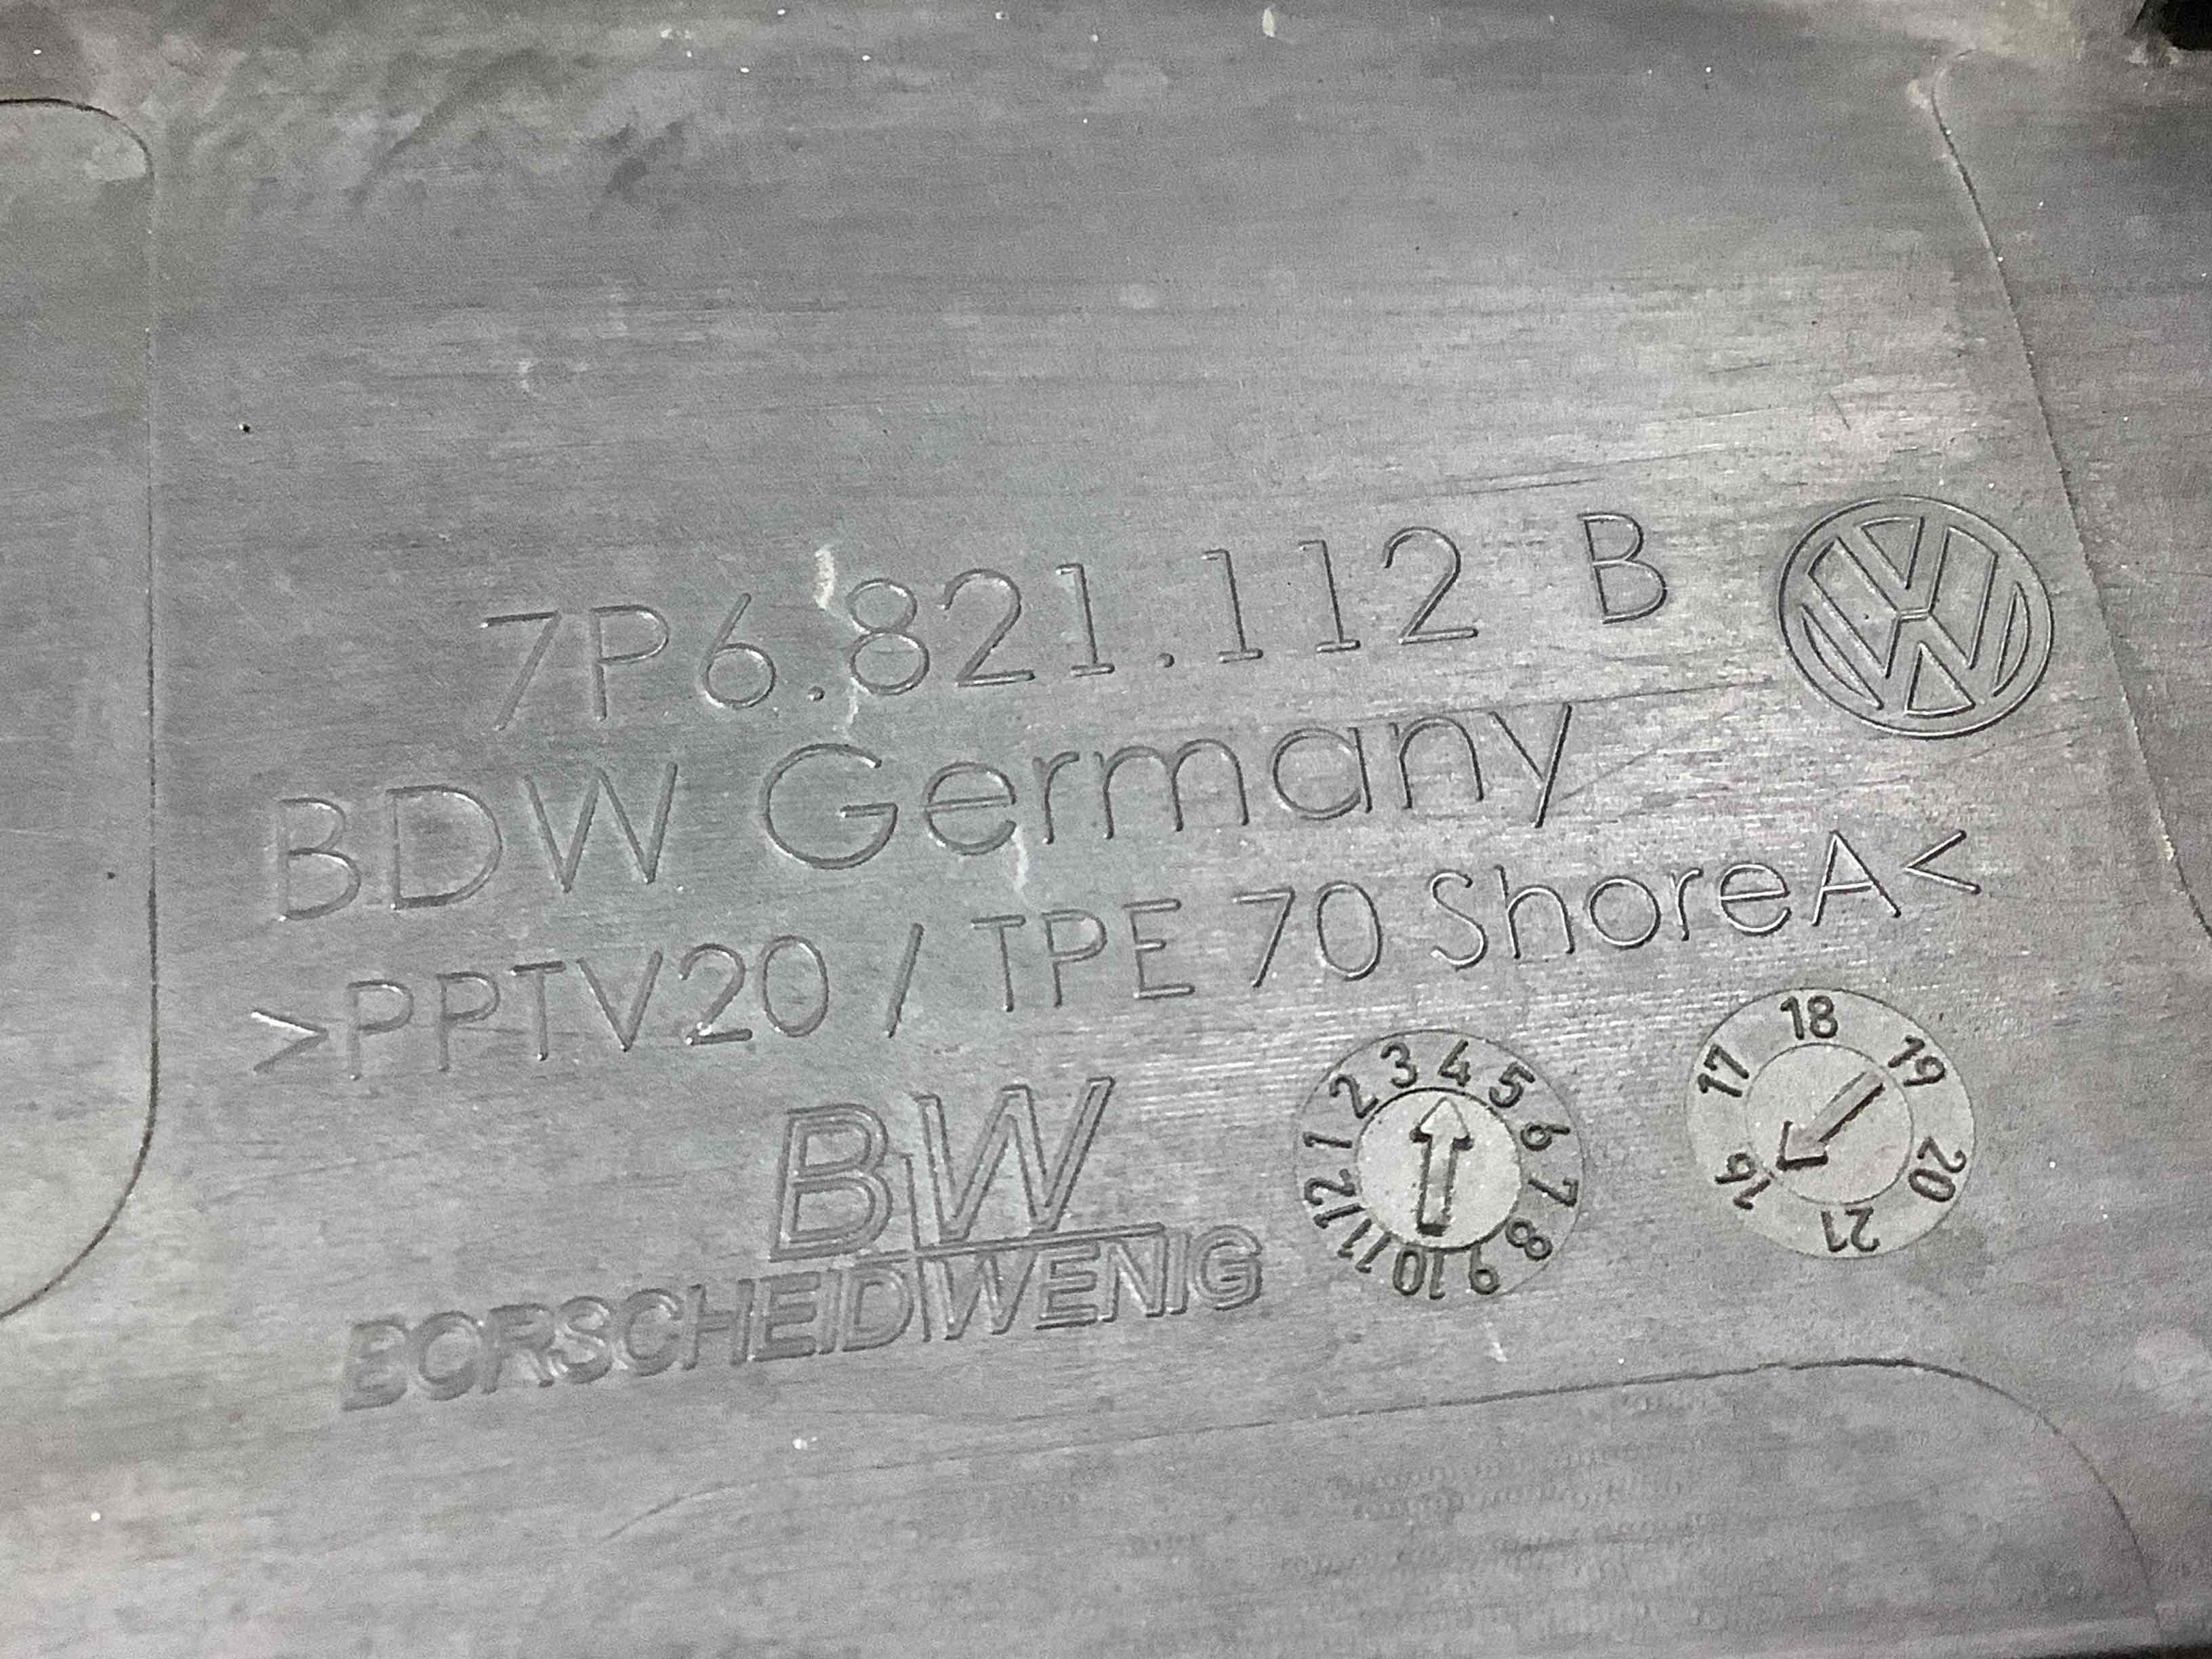 7P6.821.112 B
BDW Germany
>PPTV20 / TPE 70 ShoreA<
BW
BORSCHEIDWENIG
1 2 3 4 5 6 7 8 9 10 11 12
16 17 18 19 20 21
VW